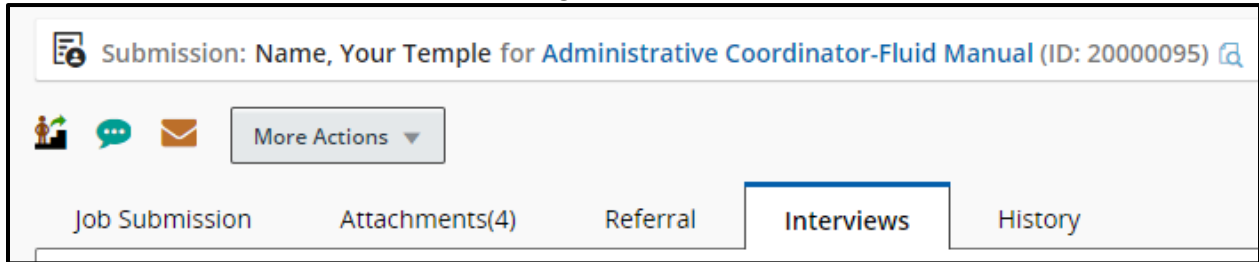 Submission: Name, Your Temple for Administrative Coordinator-Fluid Manual (ID: 20000095)
More Actions
Job Submission Attachments(4) Referral Interviews History